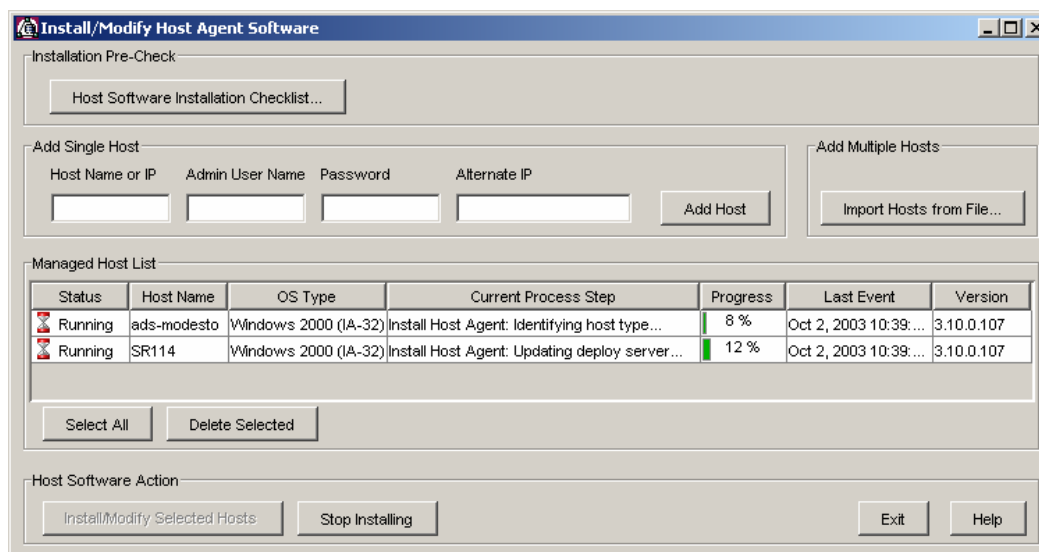 Install/Modify Host Agent Software
Installation Pre-Check
Host Software Installation Checklist...
Add Single Host
Host Name or IP Admin User Name Password Alternate IP
Add Host
Add Multiple Hosts
Import Hosts from File...
Managed Host List
Status Host Name OS Type Current Process Step Progress Last Event Version
Running ads-modesto Windows 2000 (IA-32) Install Host Agent: Identifying host type... 8 % Oct 2, 2003 10:39:... 3.10.0.107
Running SR114 Windows 2000 (IA-32) Install Host Agent: Updating deploy server... 12 % Oct 2, 2003 10:39:... 3.10.0.107
Select All Delete Selected
Host Software Action
Install/Modify Selected Hosts Stop Installing Exit Help